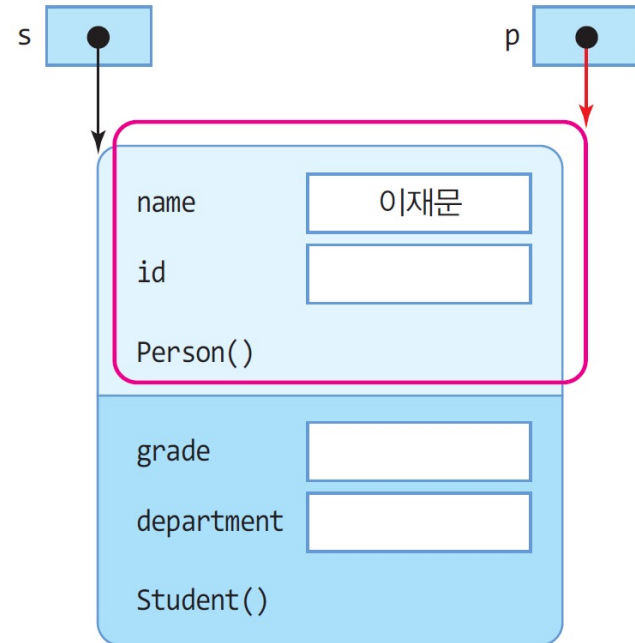 s
p
name 이재문
id
Person()
grade
department
Student()